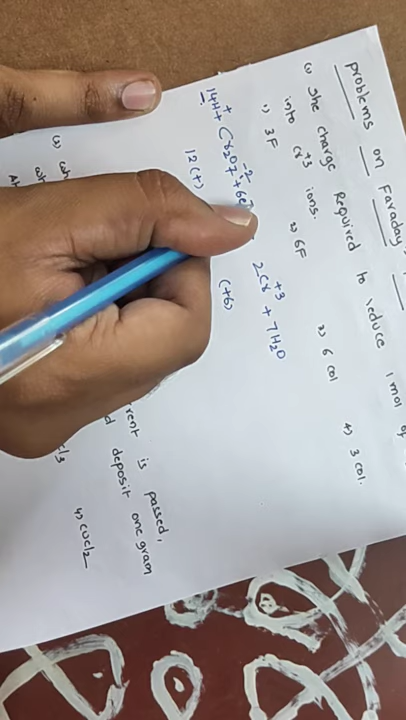 problems on Faraday
(1) The charge Required to reduce 1 mol of
into Cr+3 ions.
1) 3F 2) 6F 3) 6 col 4) 3 col.
14H+ + Cr2O7-2 + 6e- 2Cr+3 + 7H2O
12(+) (+6)
rrent is passed,
d deposit one gram
4) CuCl2